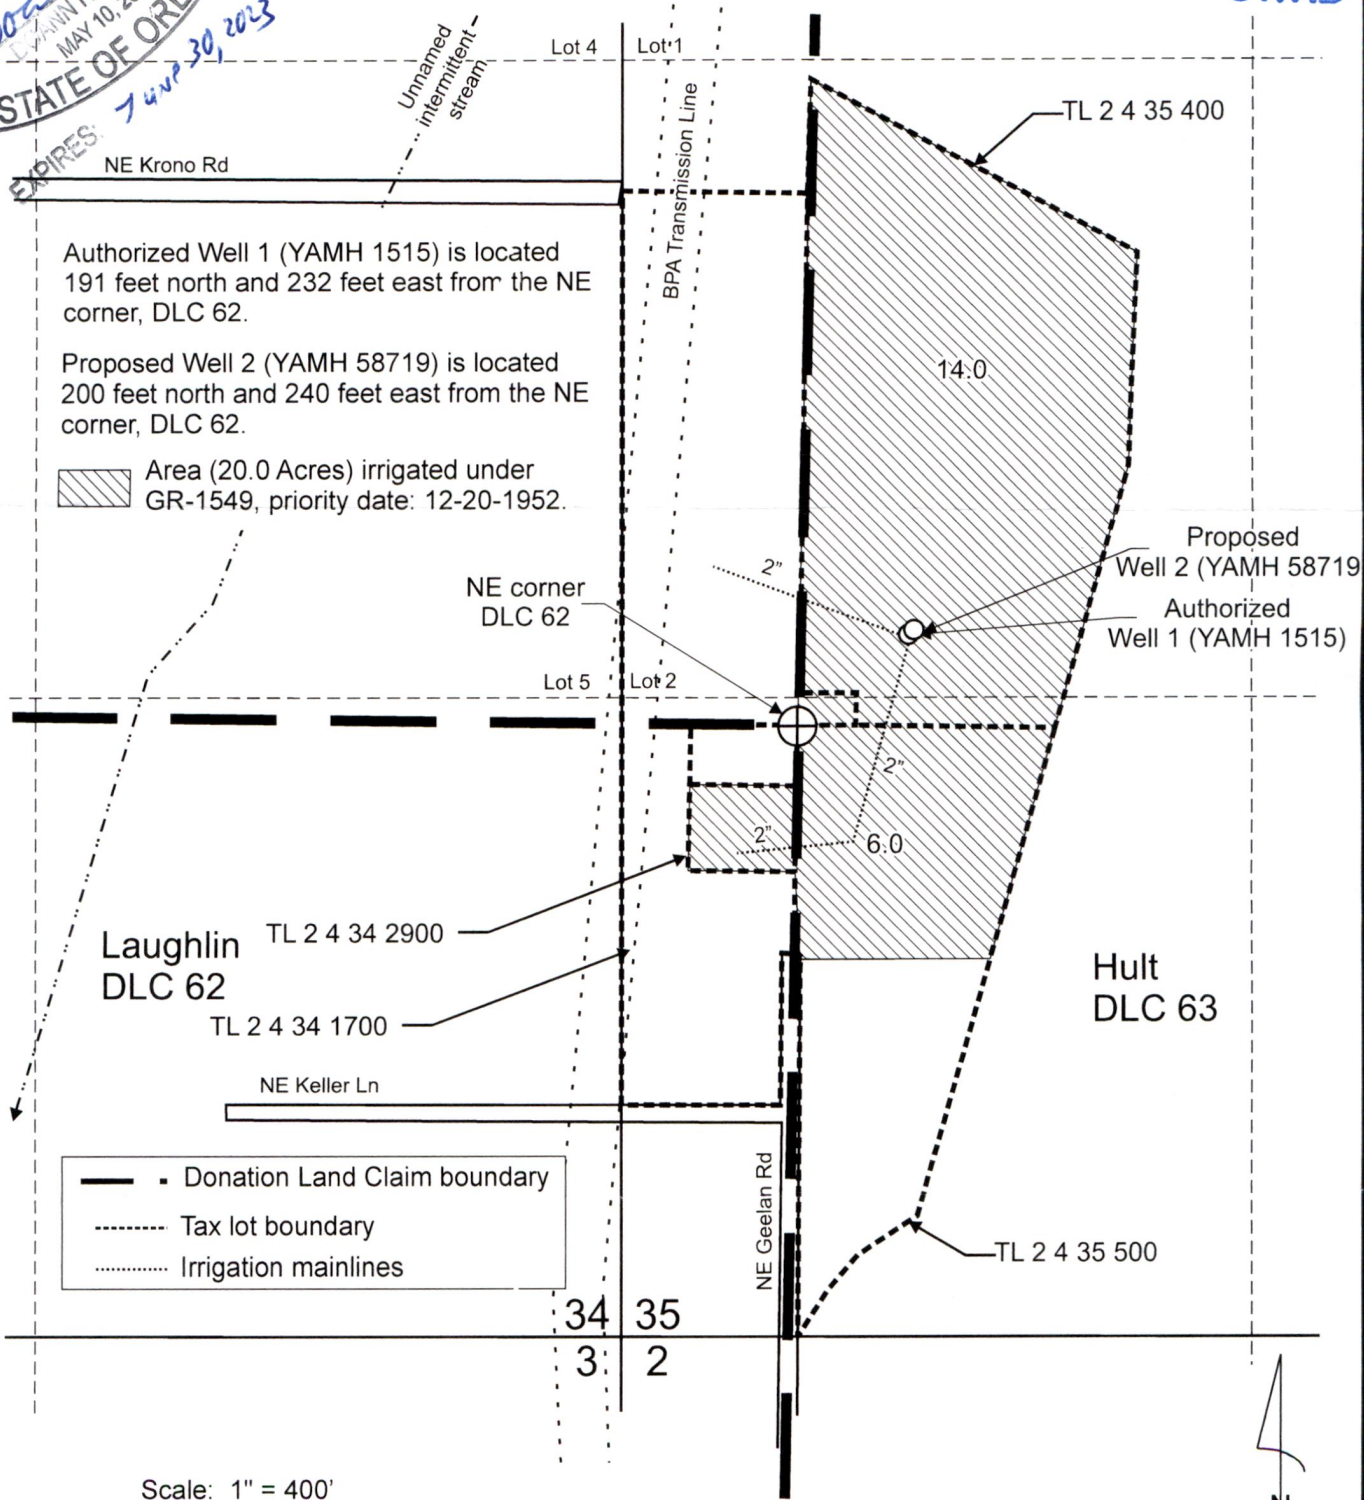 MAY 10, 20
STATE OF OR
EXPIRES:
June 30, 2023
Unnamed
intermittent
stream
Lot 4
Lot 1
BPA Transmission Line
TL 2 4 35 400
NE Krono Rd
Authorized Well 1 (YAMH 1515) is located
191 feet north and 232 feet east from the NE
corner, DLC 62.
Proposed Well 2 (YAMH 58719) is located
200 feet north and 240 feet east from the NE
corner, DLC 62.
Area (20.0 Acres) irrigated under
GR-1549, priority date: 12-20-1952.
14.0
Proposed
Well 2 (YAMH 58719
Authorized
Well 1 (YAMH 1515)
2"
NE corner
DLC 62
Lot 5
Lot 2
2"
2"
6.0
TL 2 4 34 2900
Laughlin
DLC 62
Hult
DLC 63
TL 2 4 34 1700
NE Keller Ln
Donation Land Claim boundary
Tax lot boundary
Irrigation mainlines
NE Geelan Rd
TL 2 4 35 500
34 35
3 2
Scale: 1" = 400'
N